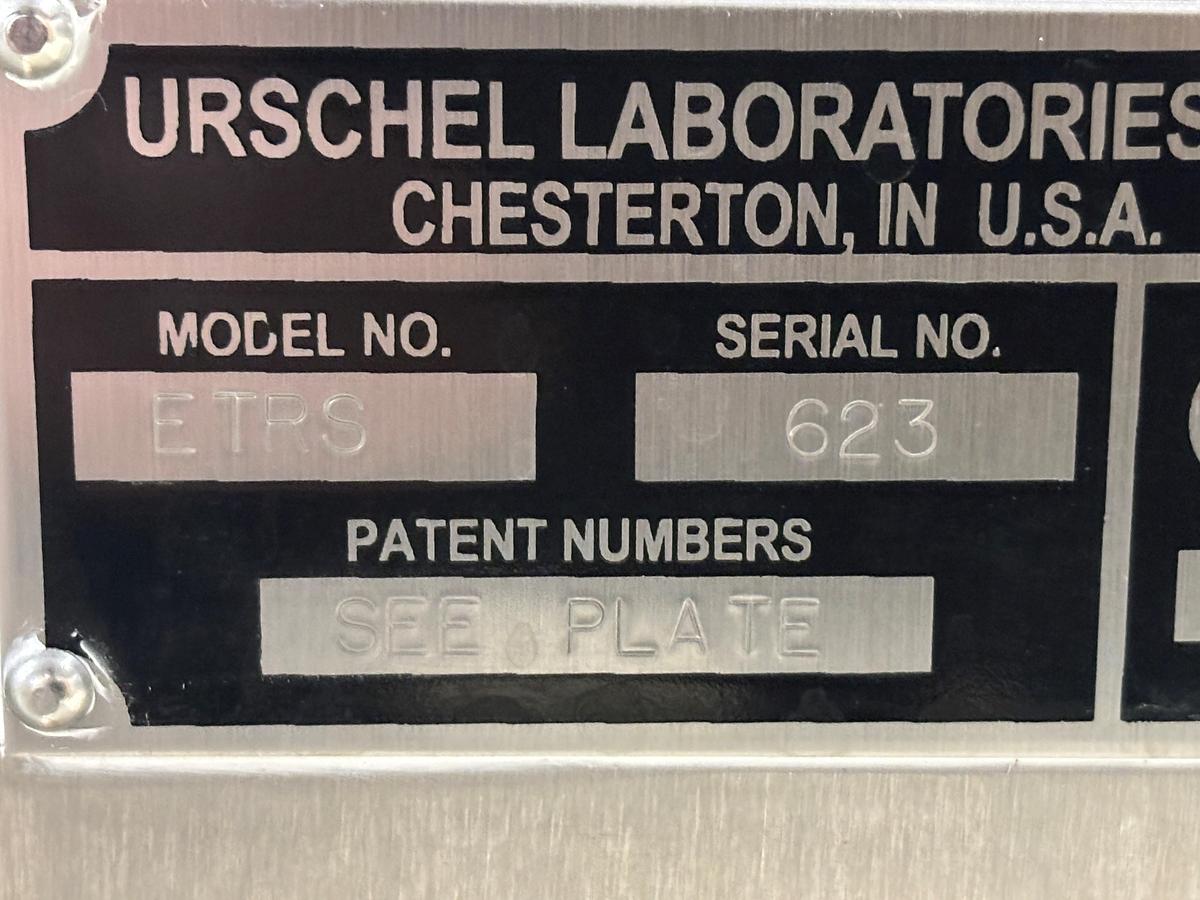 URSCHEL LABORATORIES
CHESTERTON, IN U.S.A.
MODEL NO. SERIAL NO.
ETRS 623
PATENT NUMBERS
SEE PLATE